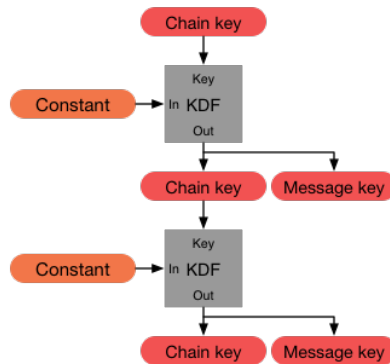 Chain key
Key
Constant
In KDF
Out
Chain key Message key
Key
Constant
In KDF
Out
Chain key Message key